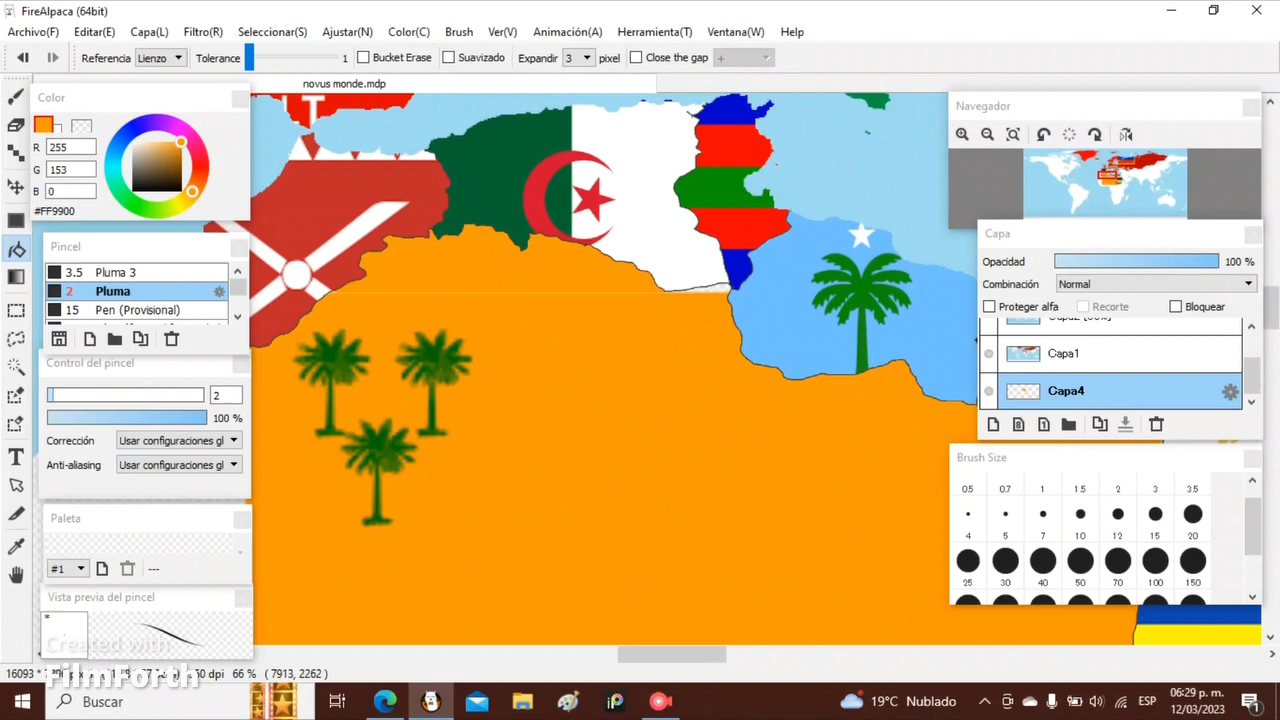 FireAlpaca (64bit)
Archivo(F) Editar(E) Capa(L) Filtro(R) Seleccionar(S) Ajustar(N) Color(C) Brush Ver(V) Animación(A) Herramienta(T) Ventana(W) Help
Referencia Lienzo Tolerance 1 Bucket Erase Suavizado Expandir 3 pixel Close the gap +
novus monde.mdp
Color
R 255
G 153
B 0
#FF9900
Pincel
3.5 Pluma 3
2 Pluma
15 Pen (Provisional)
Control del pincel
2
100 %
Corrección Usar configuraciones gl
Anti-aliasing Usar configuraciones gl
Paleta
#1 ---
Vista previa del pincel
*
Navegador
Capa
Opacidad 100 %
Combinación Normal
Proteger alfa Recorte Bloquear
Capa1
Capa4
Brush Size
0.5 0.7 1 1.5 2 3 3.5
4 5 7 10 12 15 20
25 30 40 50 70 100 150
Created with
FilmForth
16093 dpi 66 % ( 7913, 2262 )
Buscar
19°C Nublado
ESP
06:29 p. m.
12/03/2023
1